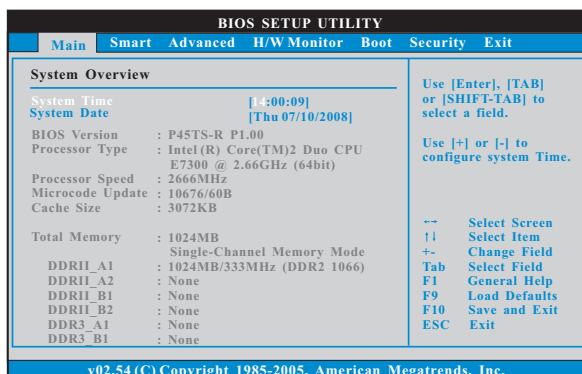 BIOS SETUP UTILITY
Main Smart Advanced H/W Monitor Boot Security Exit
System Overview
System Time [14:00:09]
System Date [Thu 07/10/2008]
BIOS Version : P45TS-R P1.00
Processor Type : Intel (R) Core(TM)2 Duo CPU
E7300 @ 2.66GHz (64bit)
Processor Speed : 2666MHz
Microcode Update : 10676/60B
Cache Size : 3072KB
Total Memory : 1024MB
Single-Channel Memory Mode
DDRII_A1 : 1024MB/333MHz (DDR2 1066)
DDRII_A2 : None
DDRII_B1 : None
DDRII_B2 : None
DDR3_A1 : None
DDR3_B1 : None
Use [Enter], [TAB]
or [SHIFT-TAB] to
select a field.
Use [+] or [-] to
configure system Time.
←→ Select Screen
↑↓ Select Item
+- Change Field
Tab Select Field
F1 General Help
F9 Load Defaults
F10 Save and Exit
ESC Exit
v02.54 (C) Copyright 1985-2005, American Megatrends, Inc.